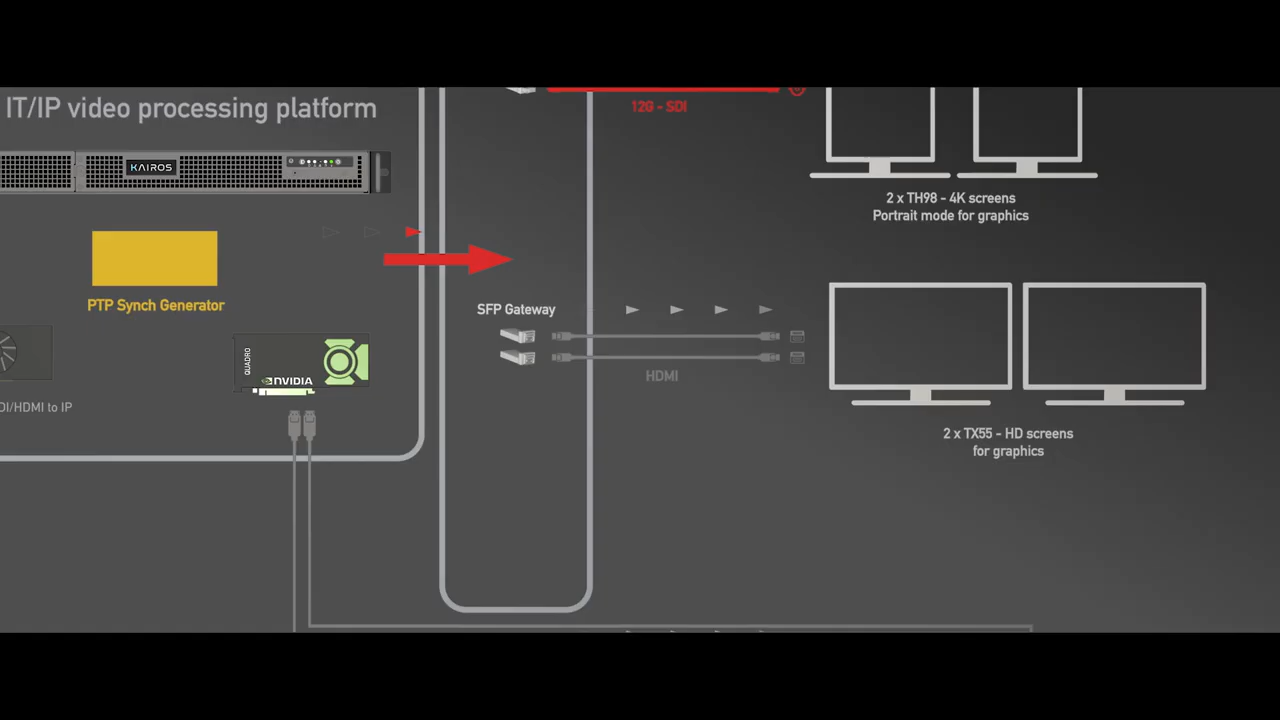 IT/IP video processing platform
KAIROS
PTP Synch Generator
QUADRO
NVIDIA
DI/HDMI to IP
12G - SDI
SFP Gateway
HDMI
2 x TH98 - 4K screens
Portrait mode for graphics
2 x TX55 - HD screens
for graphics